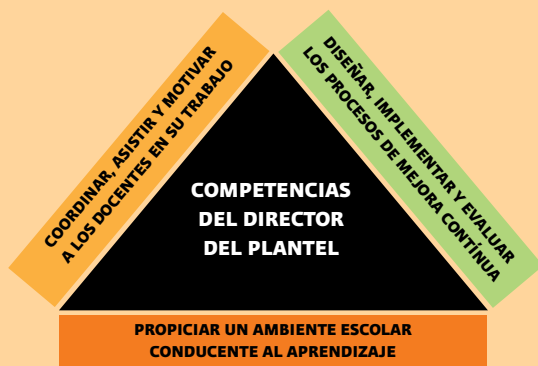 COORDINAR, ASISTIR Y MOTIVAR
A LOS DOCENTES EN SU TRABAJO
DISEÑAR, IMPLEMENTAR Y EVALUAR
LOS PROCESOS DE MEJORA CONTÍNUA
COMPETENCIAS
DEL DIRECTOR
DEL PLANTEL
PROPICIAR UN AMBIENTE ESCOLAR
CONDUCENTE AL APRENDIZAJE